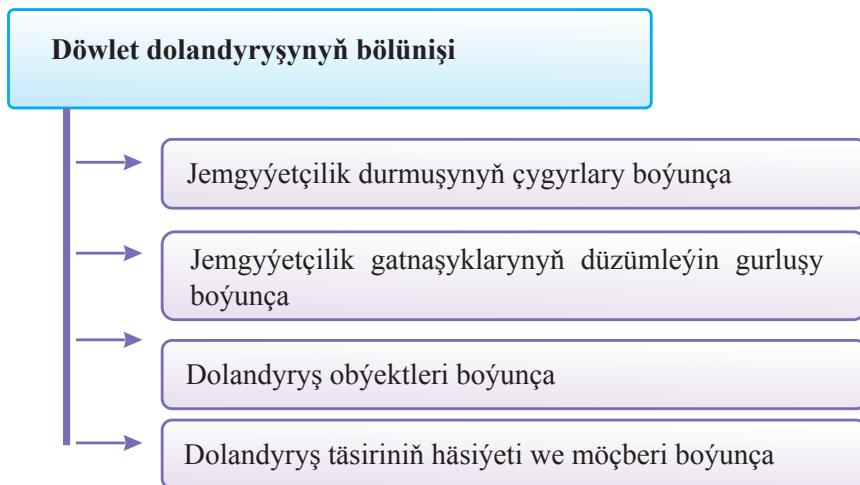 Döwlet dolandyryşynyň bölünişi
Jemgyýetçilik durmuşynyň çygyrlary boýunça
Jemgyýetçilik gatnaşyklarynyň düzümleýin gurluşy
boýunça
Dolandyryş obýektleri boýunça
Dolandyryş täsiriniň häsiýeti we möçberi boýunça